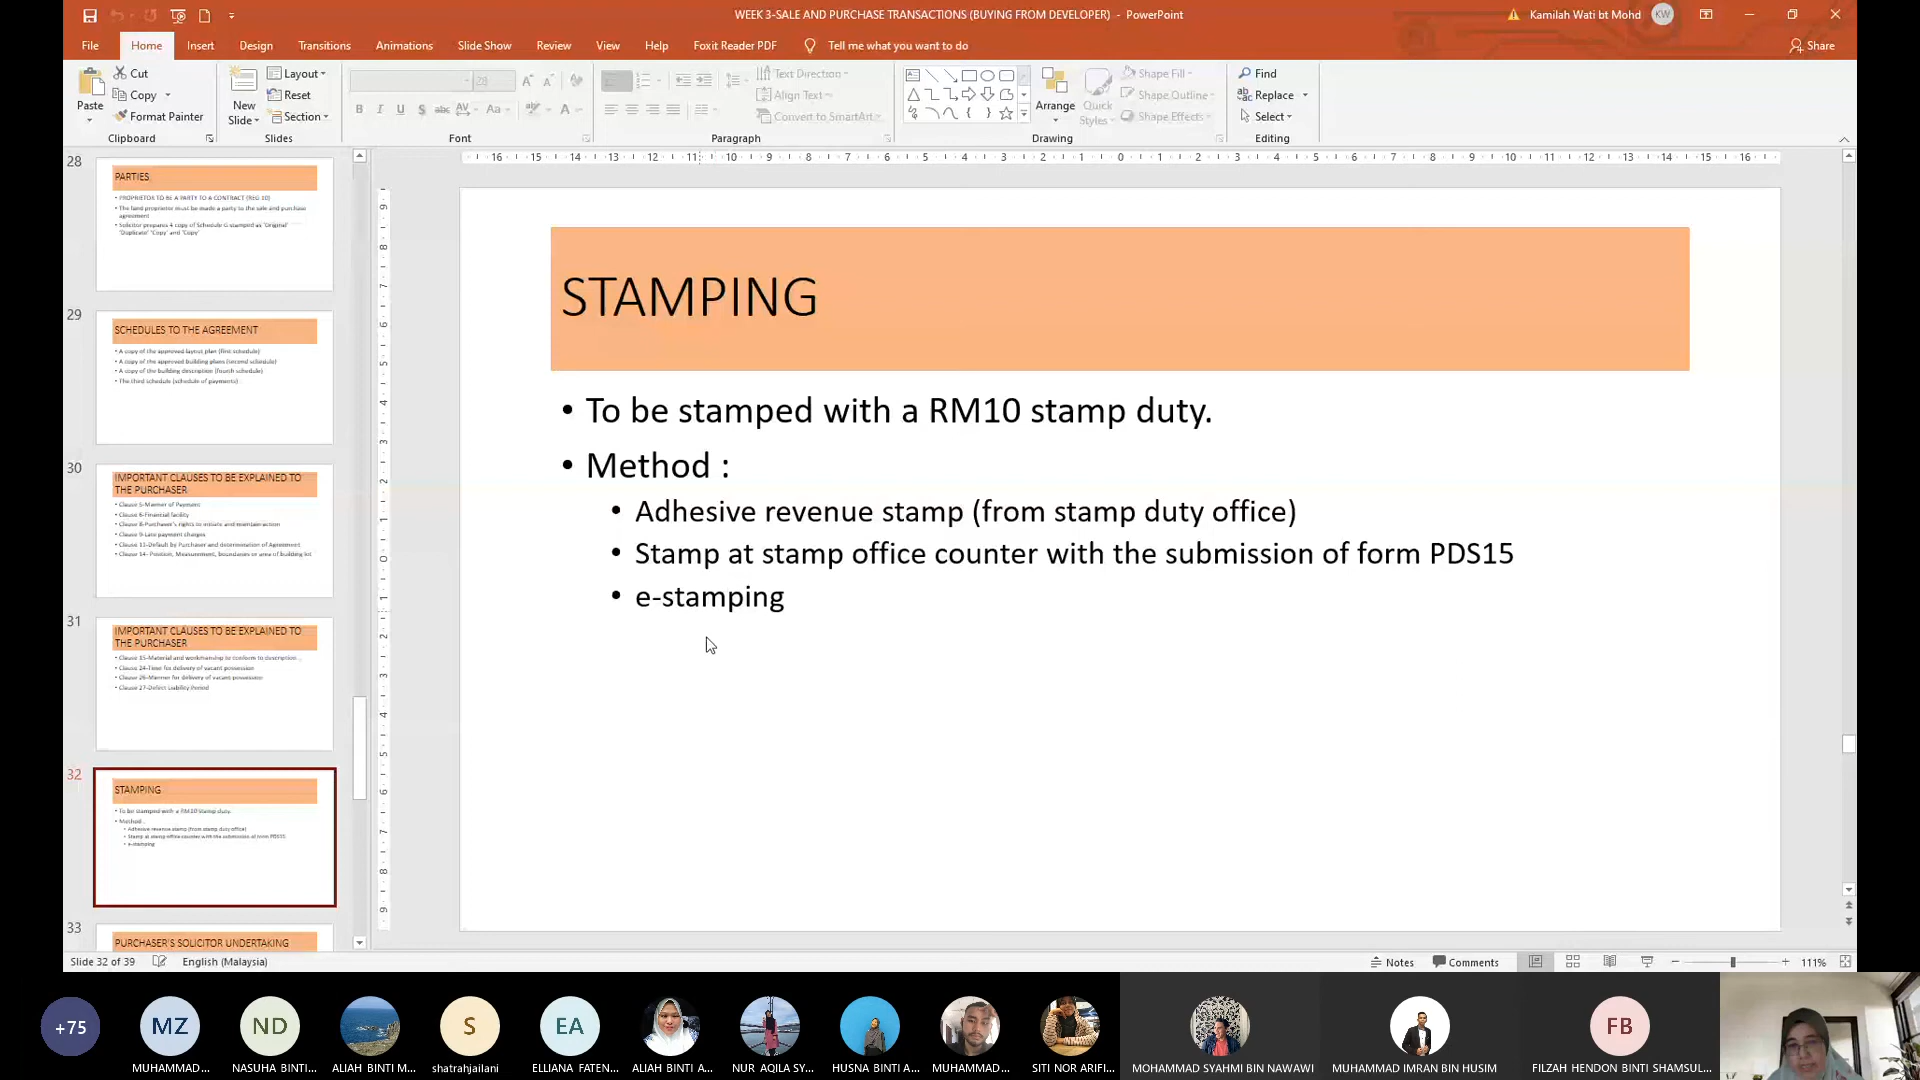 WEEK 3-SALE AND PURCHASE TRANSACTIONS (BUYING FROM DEVELOPER) - PowerPoint
Kamilah Wati bt Mohd
KW
File Home Insert Design Transitions Animations Slide Show Review View Help Foxit Reader PDF Tell me what you want to do Share
Paste
Cut
Copy
Format Painter
Clipboard
New Slide
Layout
Reset
Section
Slides
28
Font
Text Direction
Align Text
Convert to SmartArt
Paragraph
Arrange
Quick Styles
Shape Fill
Shape Outline
Shape Effects
Drawing
Find
Replace
Select
Editing
28
PARTIES
• PROPRIETOR TO BE A PARTY TO A CONTRACT (REG 10)
• The land proprietor must be made a party to the sale and purchase
agreement
• Solicitor prepares 4 copy of Schedule G stamped as 'Original'
'Duplicate' 'Copy' and 'Copy'
29
SCHEDULES TO THE AGREEMENT
• A copy of the approved layout plan (first schedule)
• A copy of the approved building plans (second schedule)
• A copy of the building description (fourth schedule)
• The third schedule (schedule of payments)
30
IMPORTANT CLAUSES TO BE EXPLAINED TO
THE PURCHASER
• Clause 5-Manner of Payment
• Clause 6-Financial facility
• Clause 8-Purchaser's rights to initiate and maintain action
• Clause 9-Late payment charges
• Clause 11-Default by Purchaser and determination of Agreement
• Clause 14- Position, Measurement, boundaries or area of building lot
31
IMPORTANT CLAUSES TO BE EXPLAINED TO
THE PURCHASER
• Clause 15-Material and workmanship to conform to description
• Clause 24-Time for delivery of vacant possession
• Clause 26-Manner for delivery of vacant possession
• Clause 27-Defect Liability Period
32
STAMPING
• To be stamped with a RM10 stamp duty.
• Method :
• Adhesive revenue stamp (from stamp duty office)
• Stamp at stamp office counter with the submission of form PDS15
• e-stamping
33
PURCHASER'S SOLICITOR UNDERTAKING
STAMPING
• To be stamped with a RM10 stamp duty.
• Method :
• Adhesive revenue stamp (from stamp duty office)
• Stamp at stamp office counter with the submission of form PDS15
• e-stamping
Slide 32 of 39 English (Malaysia) Notes Comments 111%
+75 MZ ND S EA FB
MUHAMMAD... NASUHA BINTI... ALIAH BINTI M... shatrahjailani ELLIANA FATEN... ALIAH BINTI A... NUR AQILA SY... HUSNA BINTI A... MUHAMMAD... SITI NOR ARIFI... MOHAMMAD SYAHMI BIN NAWAWI MUHAMMAD IMRAN BIN HUSIM FILZAH HENDON BINTI SHAMSUL...